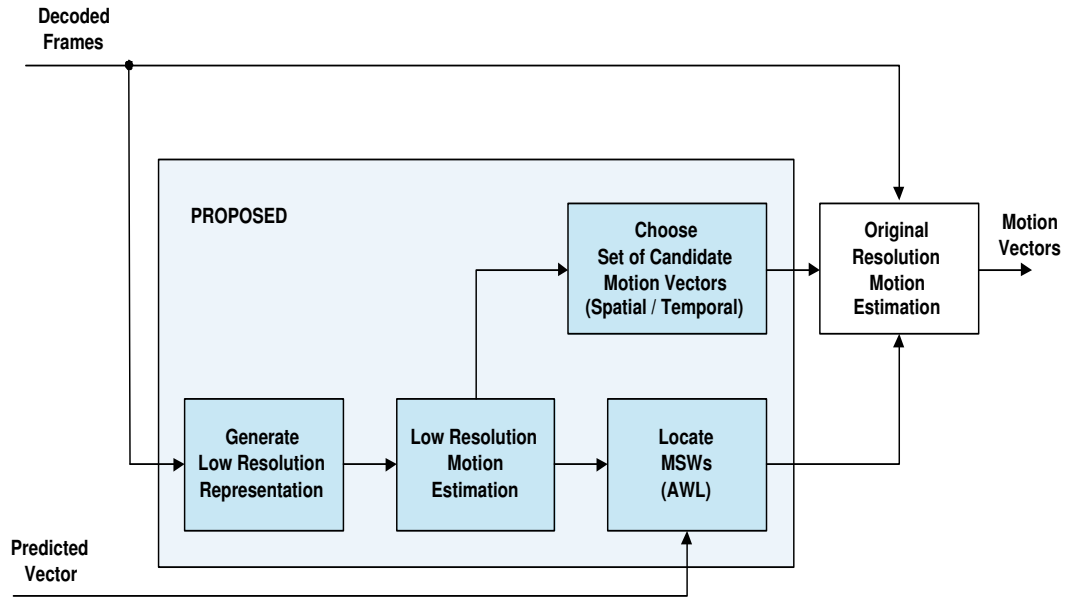 Decoded
Frames
PROPOSED
Choose
Set of Candidate
Motion Vectors
(Spatial / Temporal)
Original
Resolution
Motion
Estimation
Motion
Vectors
Generate
Low Resolution
Representation
Low Resolution
Motion
Estimation
Locate
MSWs
(AWL)
Predicted
Vector